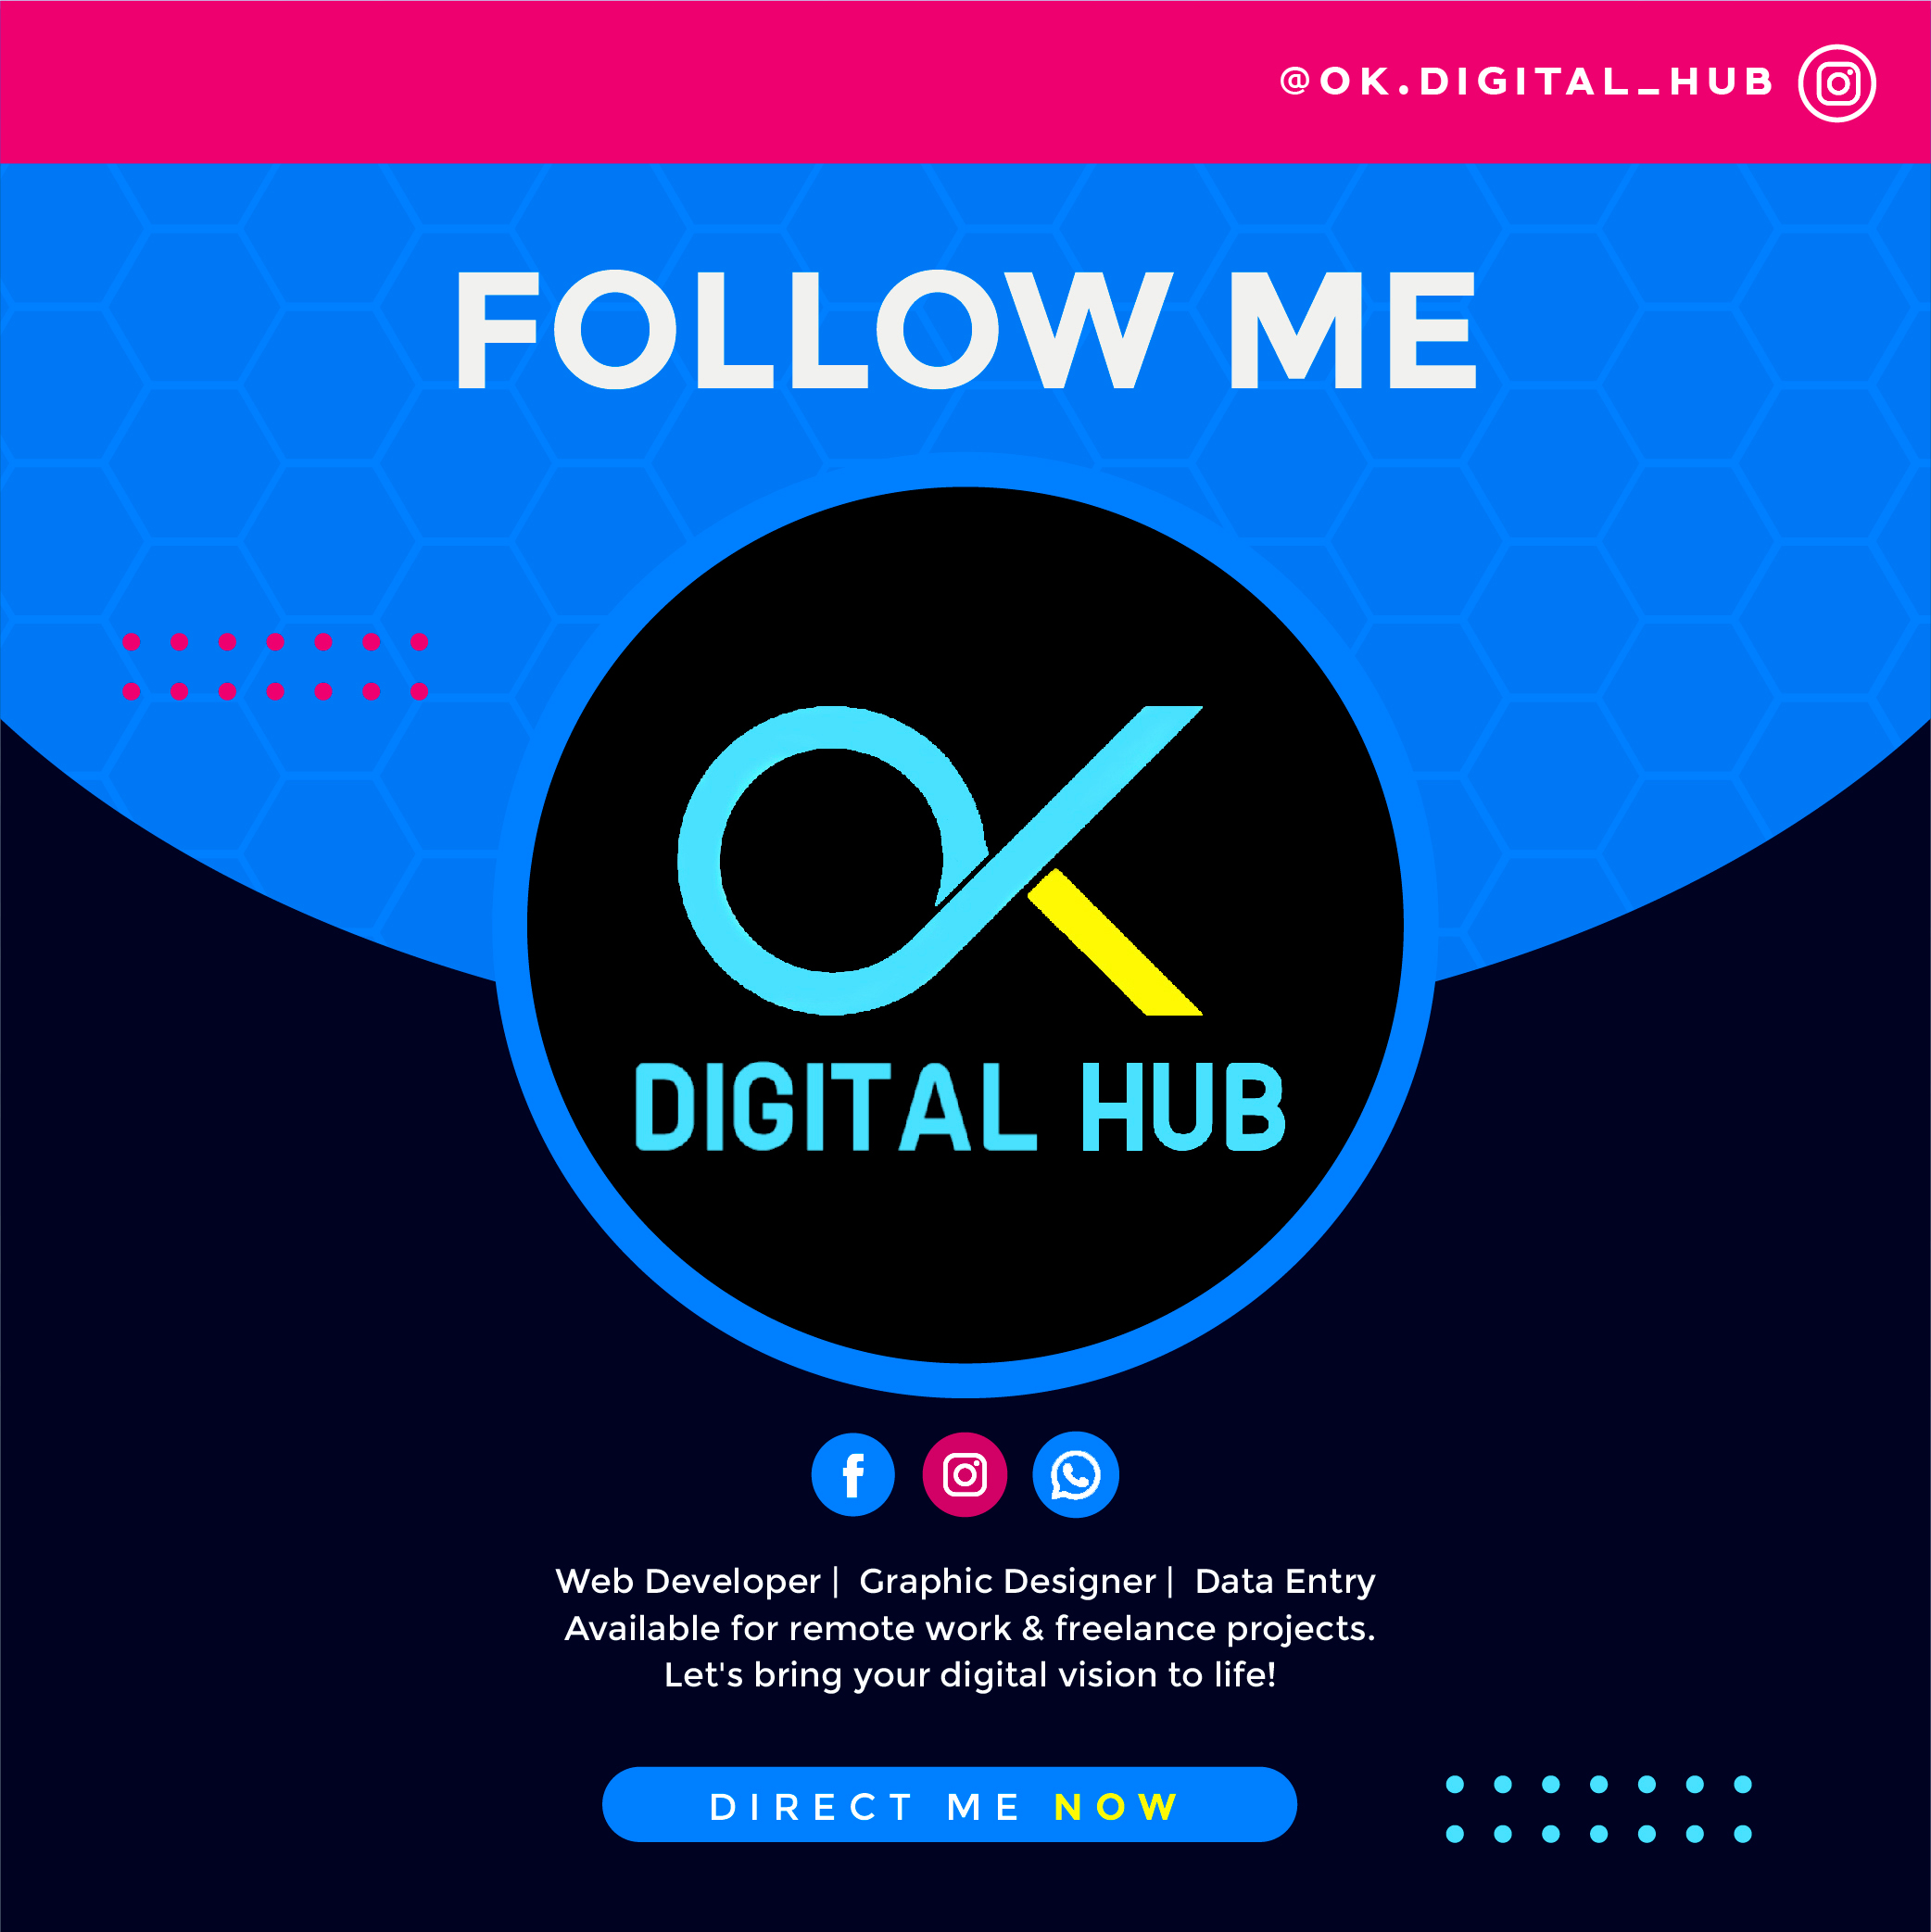 @OK.DIGITAL_HUB
FOLLOW ME
OK
DIGITAL HUB
Web Developer | Graphic Designer | Data Entry
Available for remote work & freelance projects.
Let's bring your digital vision to life!
DIRECT ME NOW